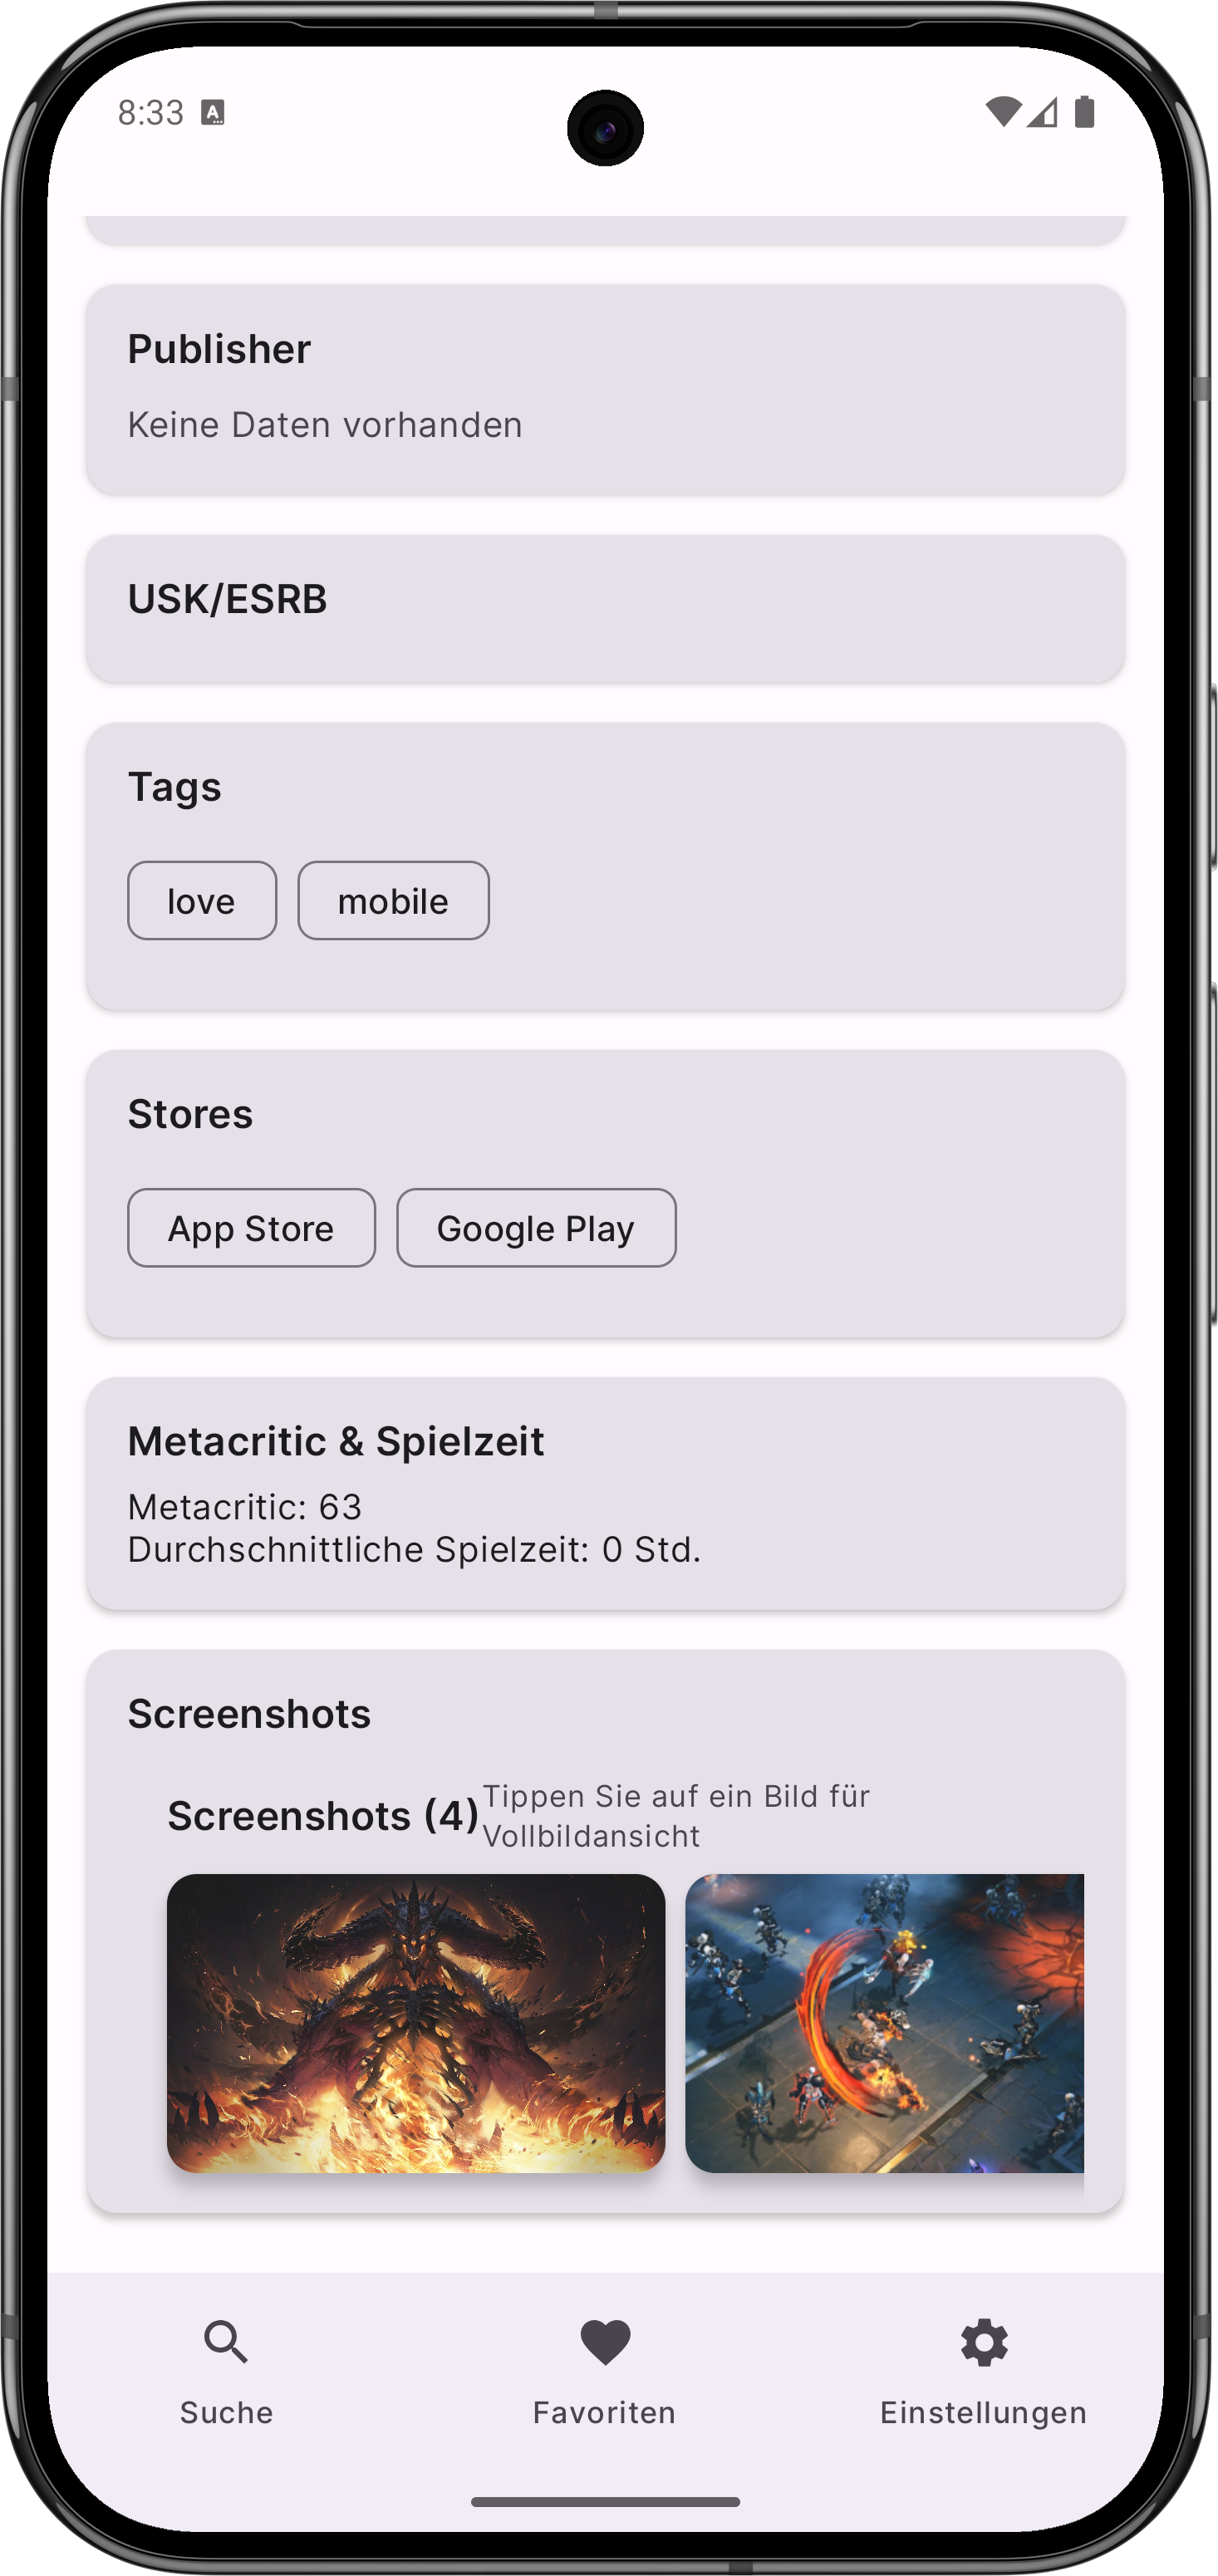 8:33
Publisher
Keine Daten vorhanden
USK/ESRB
Tags
love mobile
Stores
App Store Google Play
Metacritic & Spielzeit
Metacritic: 63
Durchschnittliche Spielzeit: 0 Std.
Screenshots
Screenshots (4)
Tippen Sie auf ein Bild für
Vollbildansicht
Suche Favoriten Einstellungen